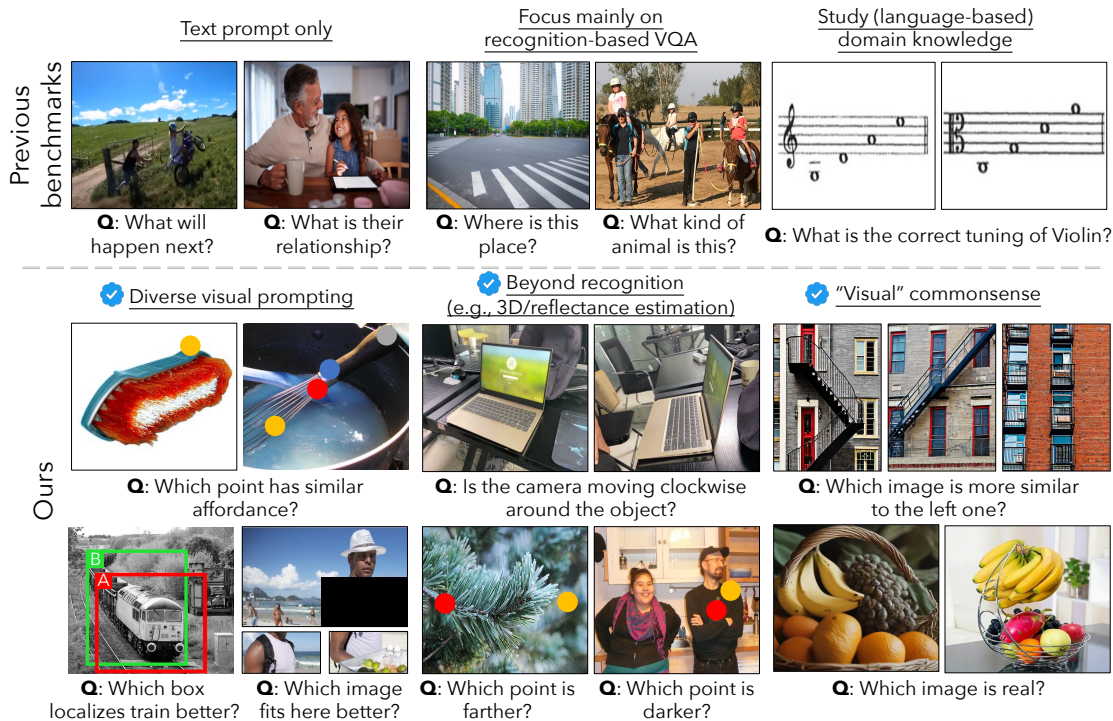 Text prompt only
Focus mainly on
recognition-based VQA
Study (language-based)
domain knowledge
Previous
benchmarks
Q: What will
happen next?
Q: What is their
relationship?
Q: Where is this
place?
Q: What kind of
animal is this?
Q: What is the correct tuning of Violin?
Diverse visual prompting
Beyond recognition
(e.g., 3D/reflectance estimation)
“Visual” commonsense
Ours
Q: Which point has similar
affordance?
Q: Is the camera moving clockwise
around the object?
Q: Which image is more similar
to the left one?
B
A
Q: Which box
localizes train better?
Q: Which image
fits here better?
Q: Which point is
farther?
Q: Which point is
darker?
Q: Which image is real?